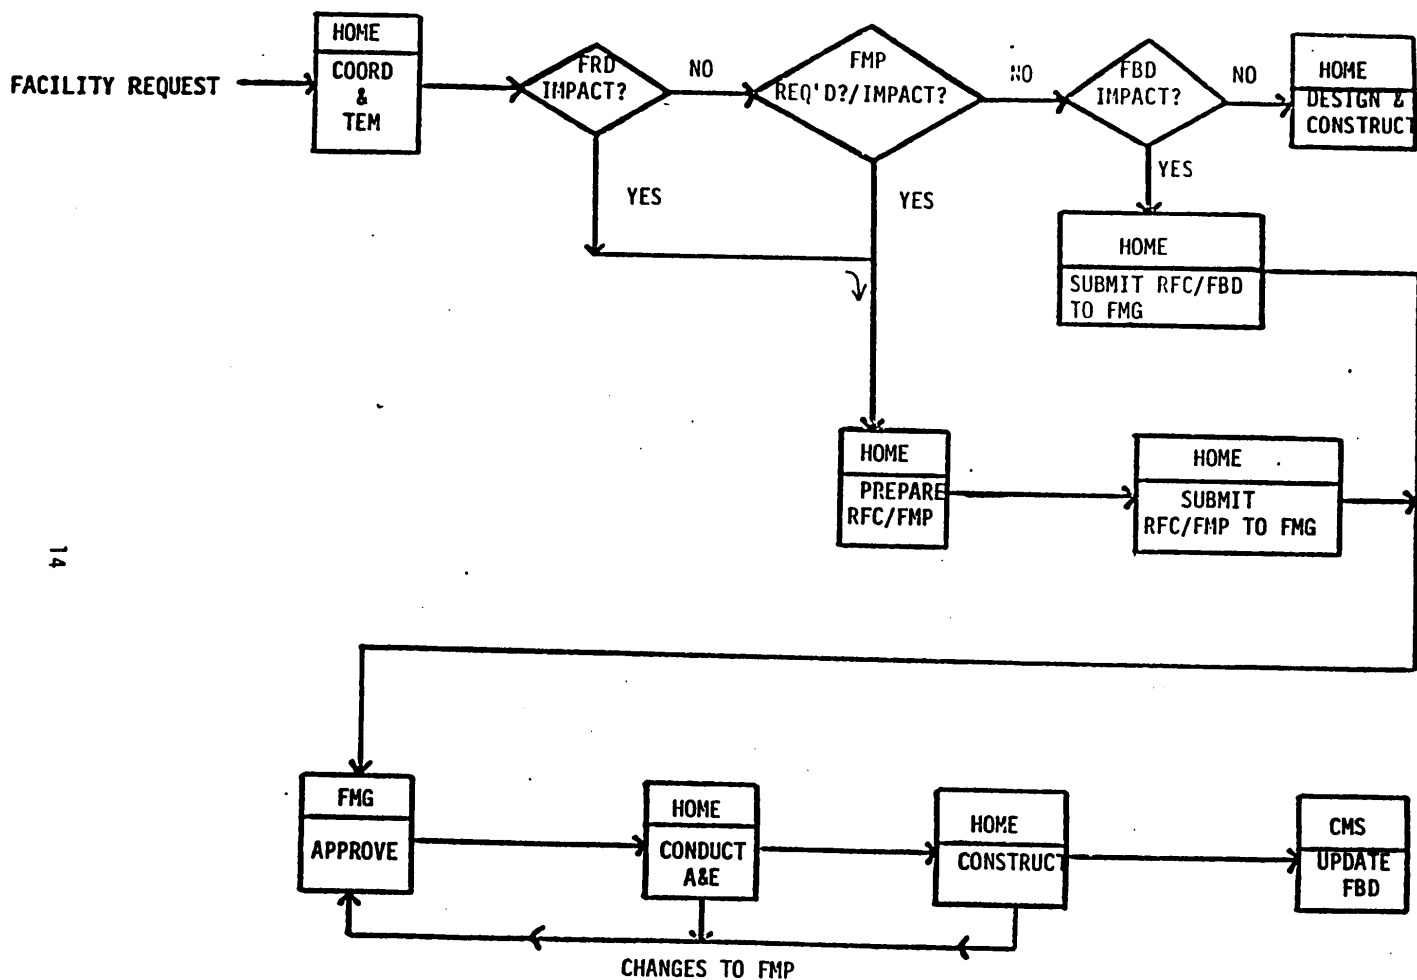 HOME
COORD
&
TEM
FACILITY REQUEST
FRD
IMPACT?
NO
FMP
REQ'D?/IMPACT?
NO
FBD
IMPACT?
NO
HOME
DESIGN &
CONSTRUCT
YES
YES
YES
HOME
SUBMIT RFC/FBD
TO FMG
HOME
PREPARE
RFC/FMP
HOME
SUBMIT
RFC/FMP TO FMG
14
FMG
APPROVE
HOME
CONDUCT
A&E
HOME
CONSTRUCT
CMS
UPDATE
FBD
CHANGES TO FMP